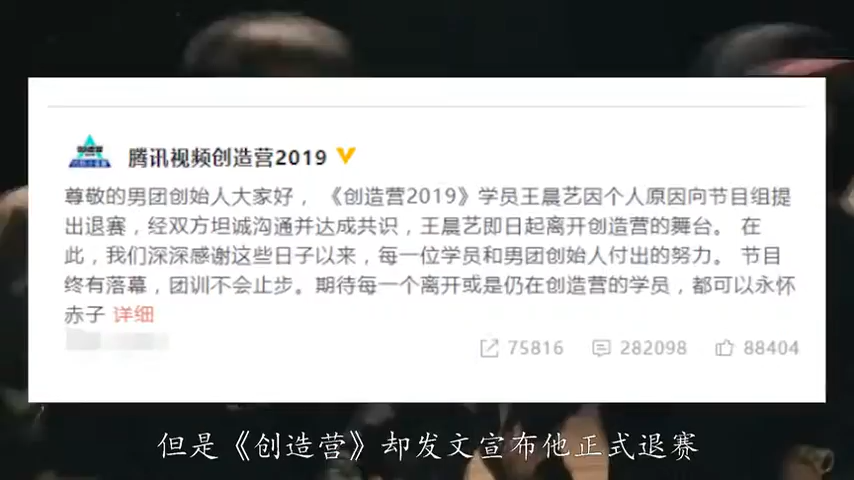 腾讯视频创造营2019
尊敬的男团创始人大家好，《创造营2019》学员王晨艺因个人原因向节目组提
出退赛，经双方坦诚沟通并达成共识，王晨艺即日起离开创造营的舞台。 在
此，我们深深感谢这些日子以来，每一位学员和男团创始人付出的努力。 节目
终有落幕，团训不会止步。期待每一个离开或是仍在创造营的学员，都可以永怀
赤子 详细
75816 282098 88404
但是《创造营》却发文宣布他正式退赛